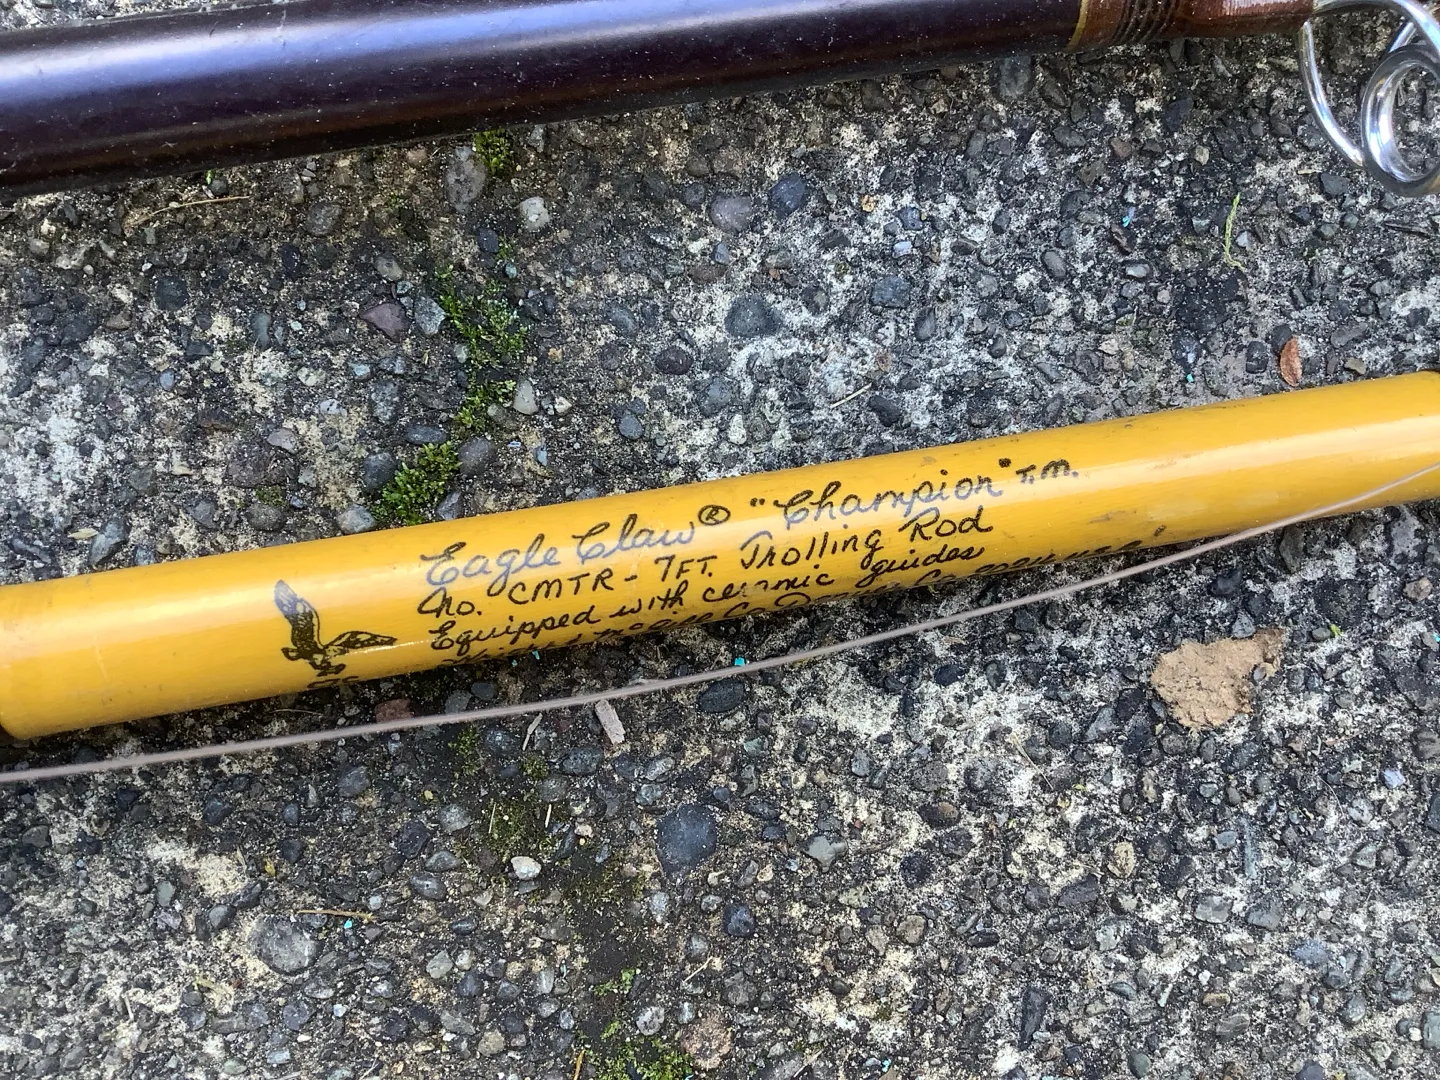 Eagle Claw® "Champion" T.M.
No. CMTR - 7FT. Trolling Rod
Equipped with ceramic guides